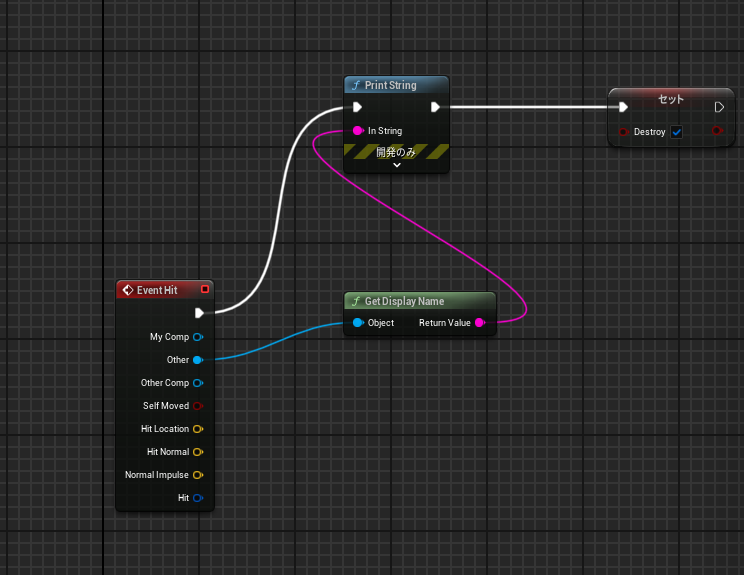 f Print String
In String
開発のみ
セット
Destroy
Event Hit
My Comp
Other
Other Comp
Self Moved
Hit Location
Hit Normal
Normal Impulse
Hit
f Get Display Name
Object Return Value